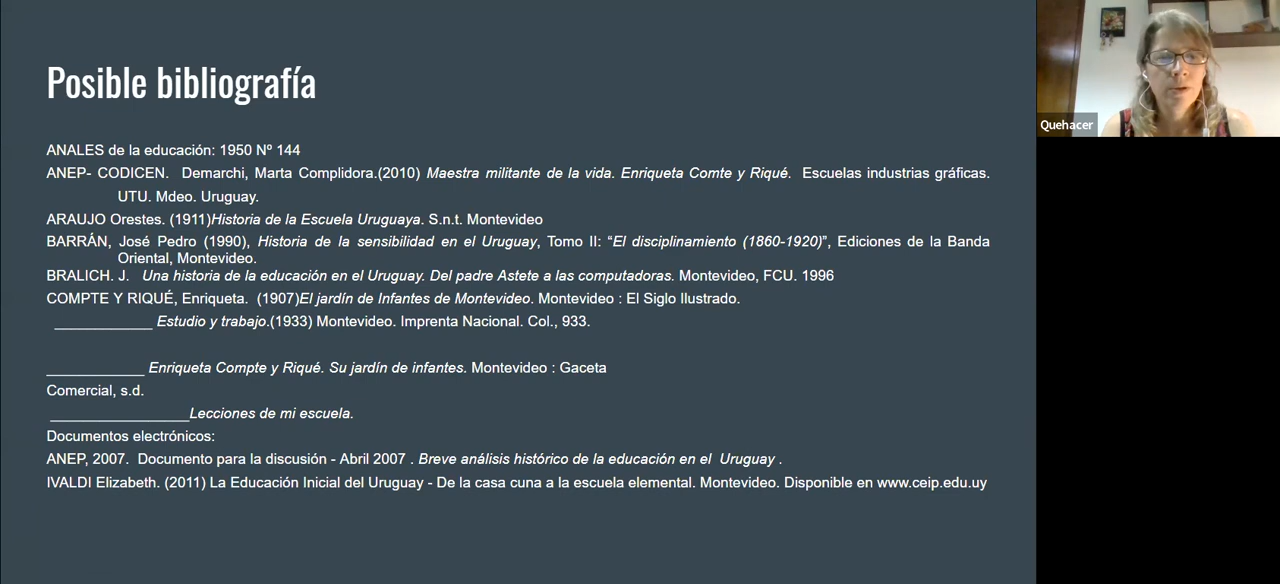 Posible bibliografía
ANALES de la educación: 1950 Nº 144
ANEP- CODICEN. Demarchi, Marta Complidora.(2010) Maestra militante de la vida. Enriqueta Comte y Riqué. Escuelas industrias gráficas.
UTU. Mdeo. Uruguay.
ARAUJO Orestes. (1911)Historia de la Escuela Uruguaya. S.n.t. Montevideo
BARRÁN, José Pedro (1990), Historia de la sensibilidad en el Uruguay, Tomo II: “El disciplinamiento (1860-1920)”, Ediciones de la Banda
Oriental, Montevideo.
BRALICH. J. Una historia de la educación en el Uruguay. Del padre Astete a las computadoras. Montevideo, FCU. 1996
COMPTE Y RIQUÉ, Enriqueta. (1907)El jardín de Infantes de Montevideo. Montevideo : El Siglo Ilustrado.
____________ Estudio y trabajo.(1933) Montevideo. Imprenta Nacional. Col., 933.
____________ Enriqueta Compte y Riqué. Su jardín de infantes. Montevideo : Gaceta
Comercial, s.d.
_________________Lecciones de mi escuela.
Documentos electrónicos:
ANEP, 2007. Documento para la discusión - Abril 2007 . Breve análisis histórico de la educación en el Uruguay .
IVALDI Elizabeth. (2011) La Educación Inicial del Uruguay - De la casa cuna a la escuela elemental. Montevideo. Disponible en www.ceip.edu.uy
Quehacer